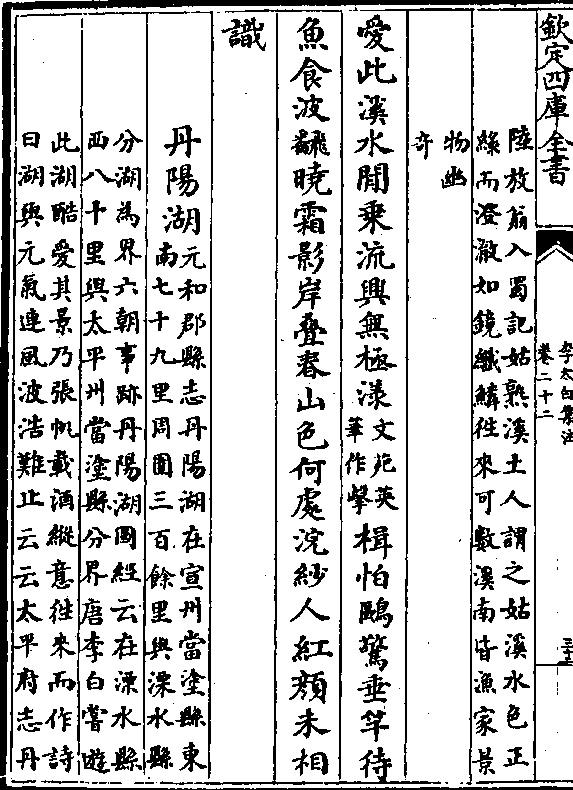 欽定四庫全書
李太白集注
卷二十二
陸放翁入蜀記姑熟溪土人謂之姑溪水色正
綠而澄澈如鏡纖鱗徃來可數溪南皆漁家景
物幽
奇
愛此溪水閒乗流興無極漾文苑英華作擊楫怕鷗驚垂竿待
魚食波飜曉霜影岸疊春山色何處浣紗人紅顔未相
識
丹陽湖元和郡縣志丹陽湖在宣州當塗縣東
南七十九里周圍三百餘里與溧水縣
分湖為界六朝事跡丹陽湖圖經云在溧水縣
西八十里與太平州當塗縣分界唐李白嘗遊
此湖酷愛其景乃張帆載酒縱意徃來而作詩
曰湖與元氣連風波浩難止云云太平府志丹